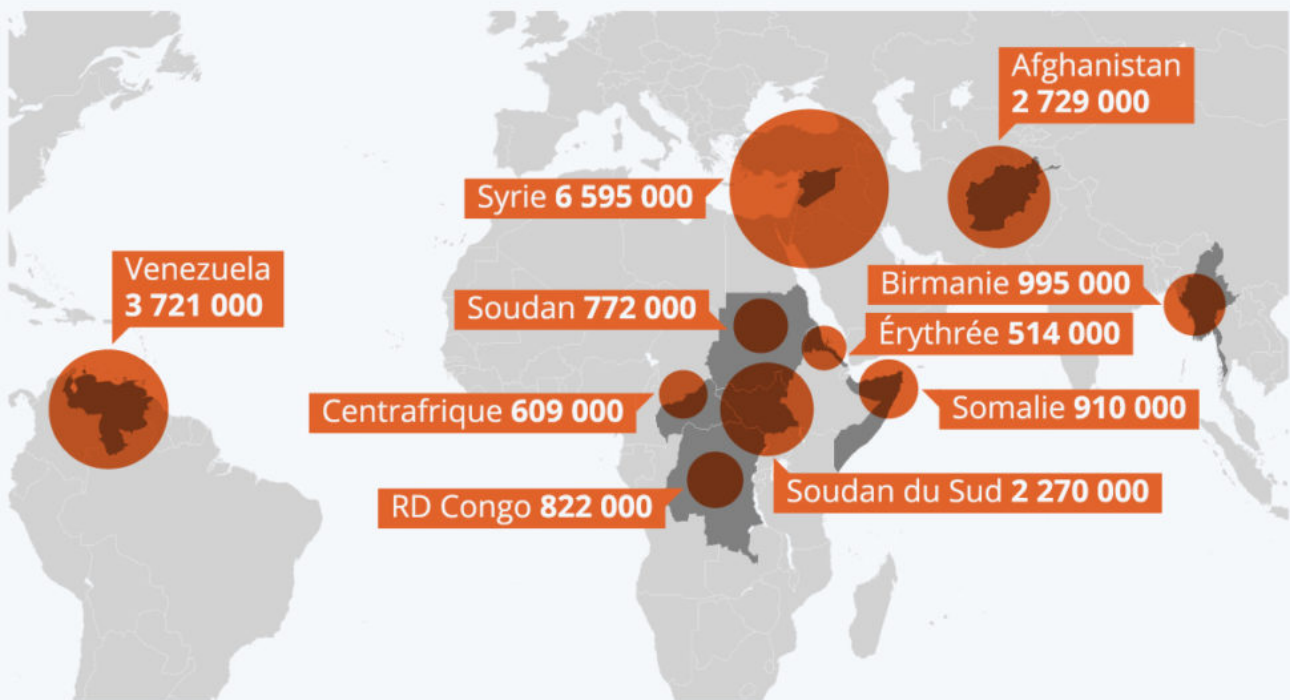 Afghanistan
2 729 000
Syrie 6 595 000
Venezuela
3 721 000
Birmanie 995 000
Soudan 772 000
Érythrée 514 000
Centrafrique 609 000
Somalie 910 000
RD Congo 822 000
Soudan du Sud 2 270 000